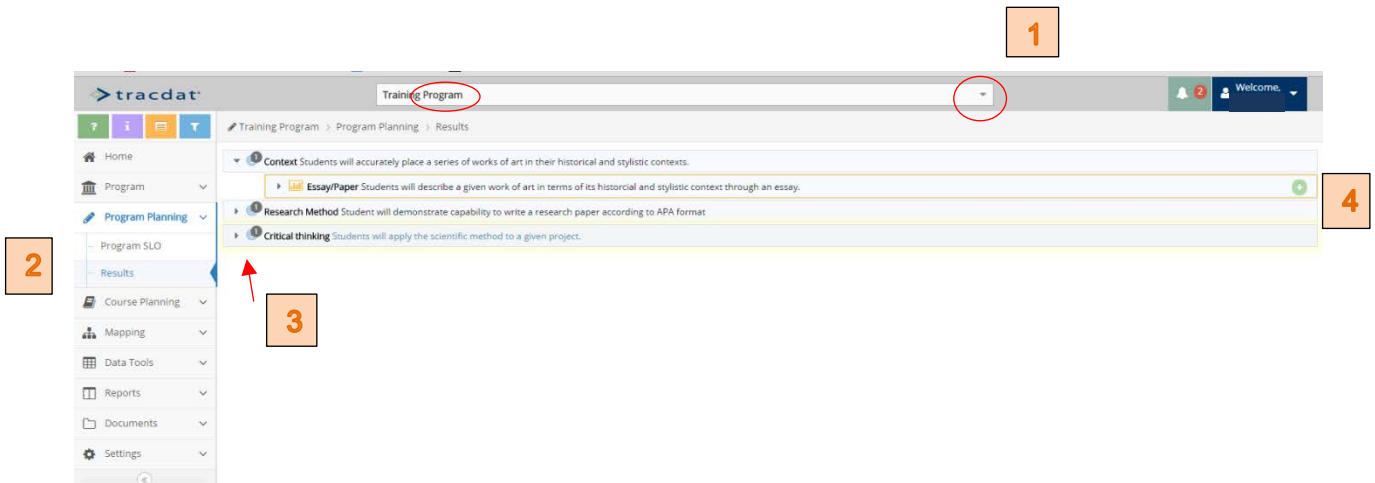 1
tracdat
Training Program
2
Welcome,
? i
Training Program > Program Planning > Results
Home
1 Context Students will accurately place a series of works of art in their historical and stylistic contexts.
Program
Essay/Paper Students will describe a given work of art in terms of its historcial and stylistic context through an essay.
4
Program Planning
1 Research Method Student will demonstrate capability to write a research paper according to APA format
1 Critical thinking Students will apply the scientific method to a given project.
Program SLO
2
Results
3
Course Planning
Mapping
Data Tools
Reports
Documents
Settings